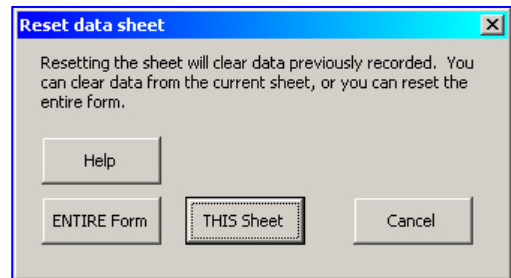 Reset data sheet
Resetting the sheet will clear data previously recorded. You
can clear data from the current sheet, or you can reset the
entire form.
Help
ENTIRE Form
THIS Sheet
Cancel